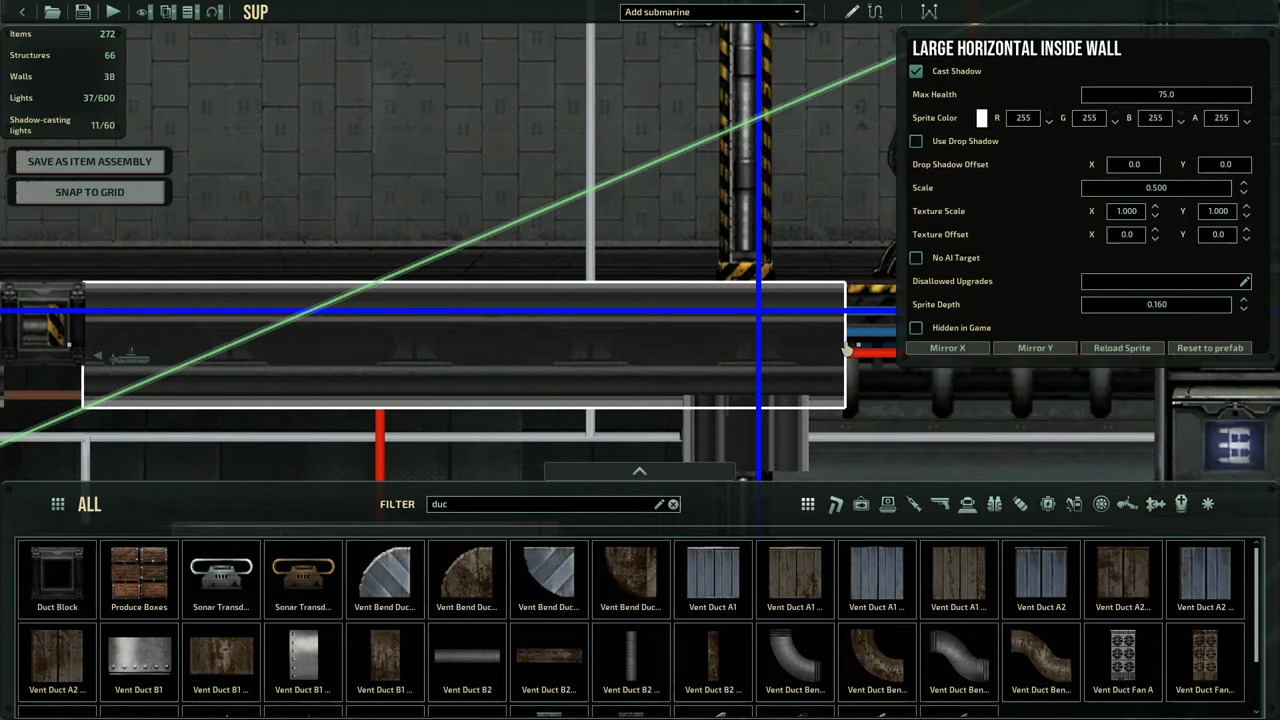 SUP
Add submarine
Items 272
Structures 66
Walls 38
Lights 37/600
Shadow-casting lights 11/60
SAVE AS ITEM ASSEMBLY
SNAP TO GRID
LARGE HORIZONTAL INSIDE WALL
Cast Shadow
Max Health 75.0
Sprite Color R 255 G 255 B 255 A 255
Use Drop Shadow
Drop Shadow Offset X 0.0 Y 0.0
Scale 0.500
Texture Scale X 1.000 Y 1.000
Texture Offset X 0.0 Y 0.0
No AI Target
Disallowed Upgrades
Sprite Depth 0.160
Hidden in Game
Mirror X Mirror Y Reload Sprite Reset to prefab
ALL FILTER duc
Duct Block Produce Boxes Sonar Transd... Sonar Transd... Vent Bend Duc... Vent Bend Duc... Vent Bend Duc... Vent Bend Duc... Vent Duct A1 Vent Duct A1 ... Vent Duct A1 ... Vent Duct A1 ... Vent Duct A2 Vent Duct A2... Vent Duct A2 ...
Vent Duct A2 ... Vent Duct B1 Vent Duct B1 ... Vent Duct B1 ... Vent Duct B1 ... Vent Duct B2 Vent Duct B2... Vent Duct B2 ... Vent Duct B2 ... Vent Duct Ben... Vent Duct Ben... Vent Duct Ben... Vent Duct Ben... Vent Duct Fan A Vent Duct Fan...